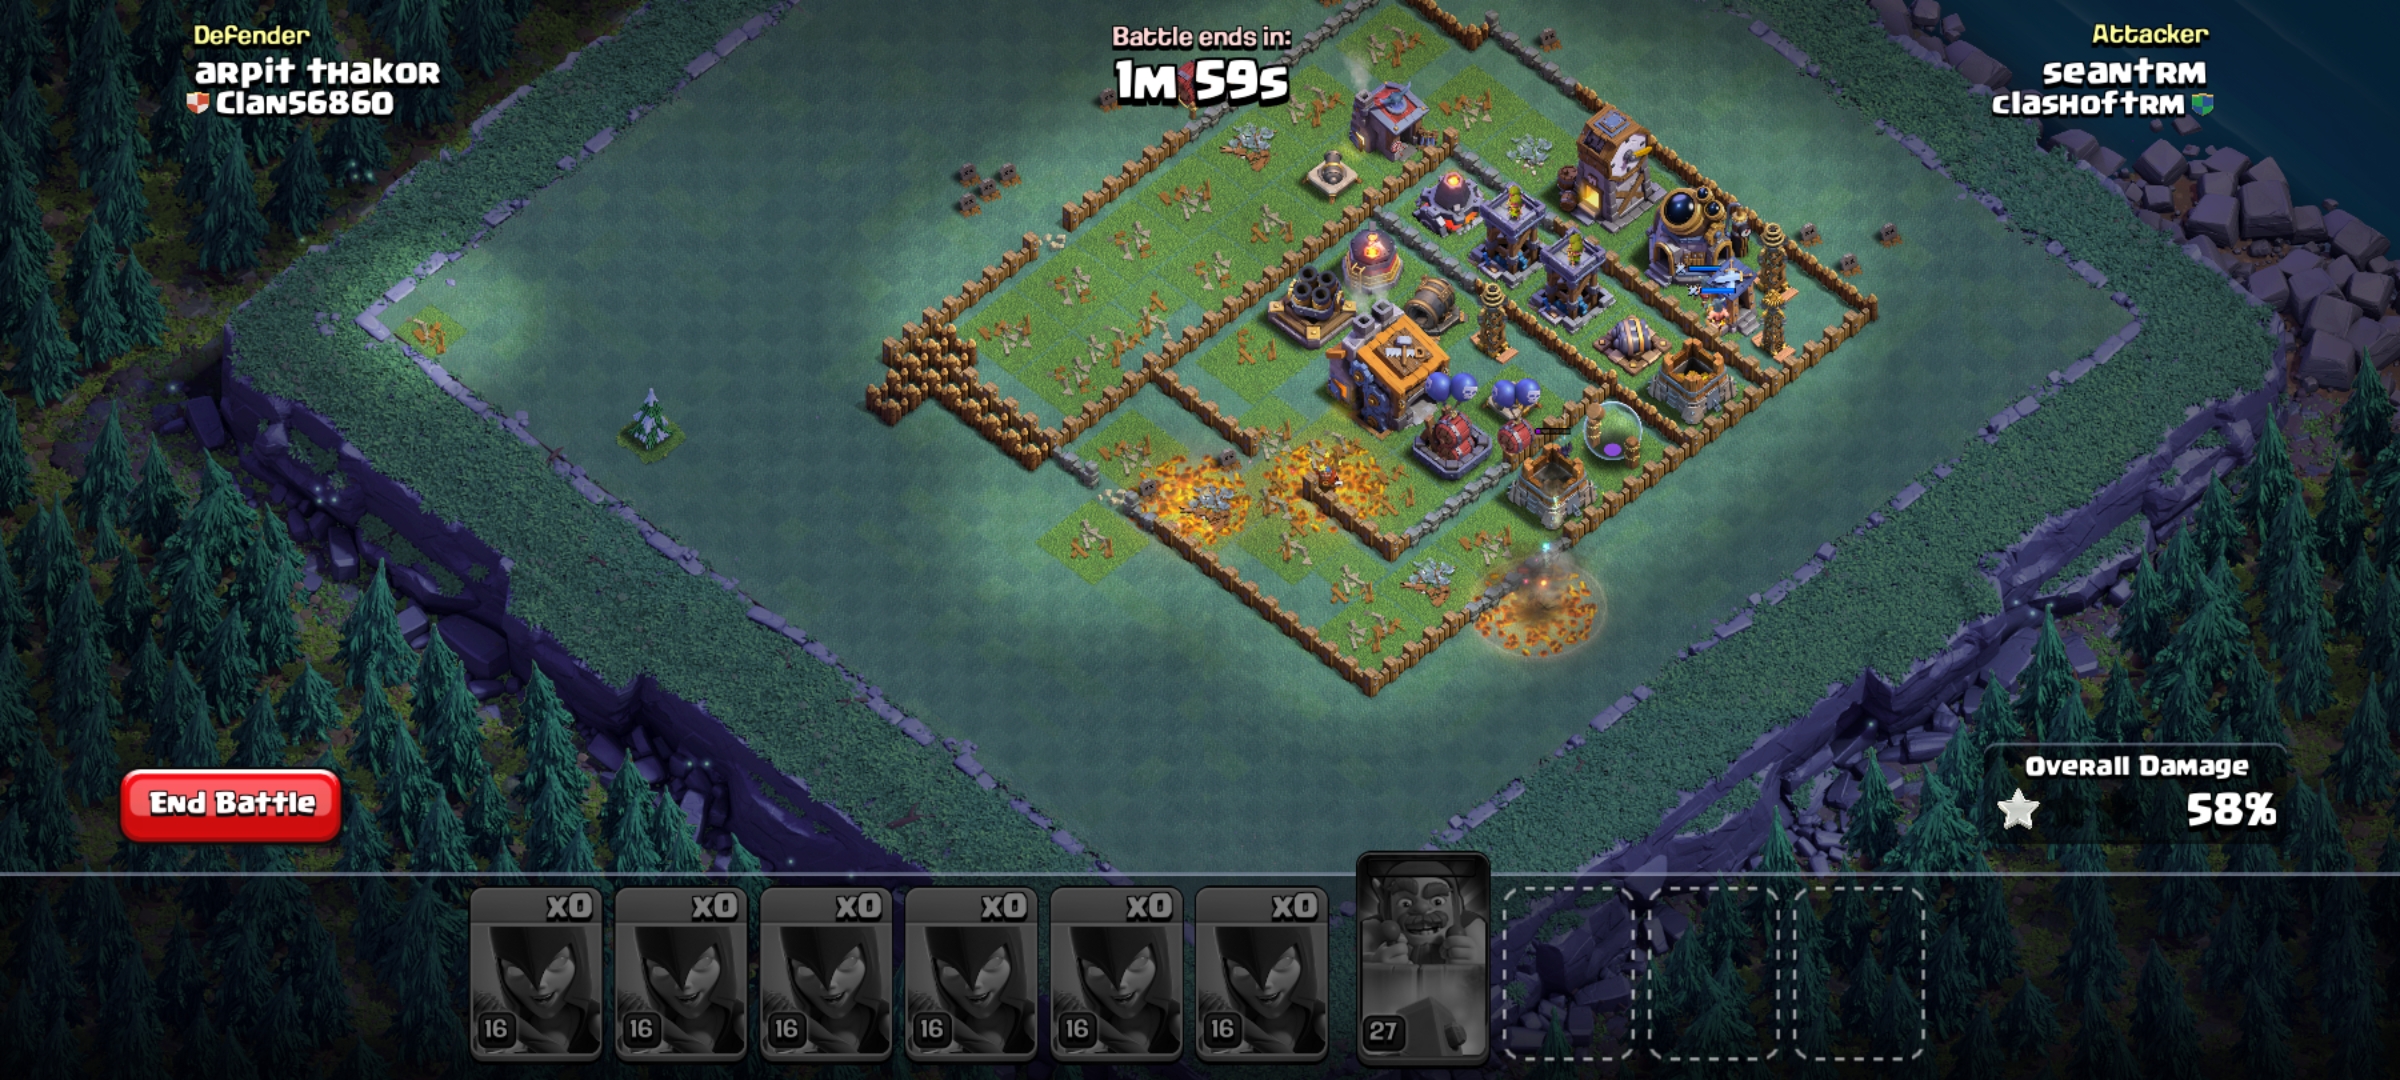 Defender
arpit thakor
Clan56860
Battle ends in:
1M 59s
Attacker
seantrm
clashoftrm
End Battle
Overall Damage
58%
x0 x0 x0 x0 x0 x0
16 16 16 16 16 16 27